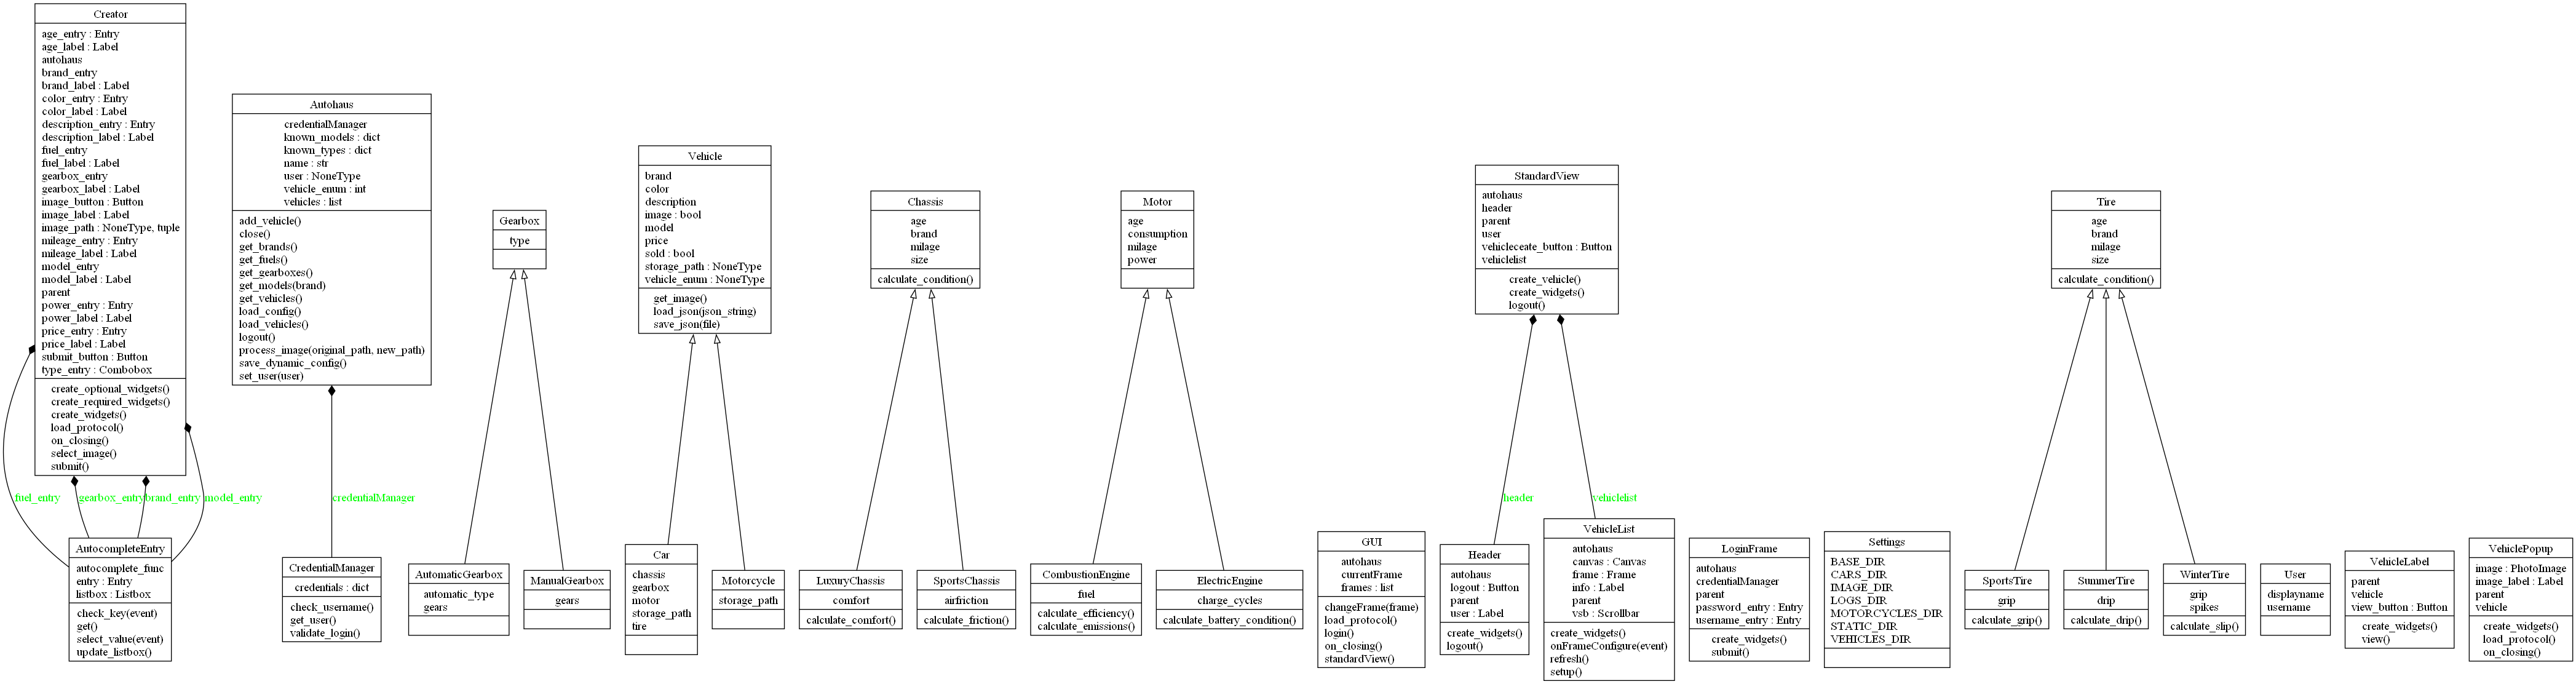 Creator
age_entry : Entry
age_label : Label
autohaus
brand_entry
brand_label : Label
color_entry : Entry
color_label : Label
description_entry : Entry
description_label : Label
fuel_entry
fuel_label : Label
gearbox_entry
gearbox_label : Label
image_button : Button
image_label : Label
image_path : NoneType, tuple
mileage_entry : Entry
mileage_label : Label
model_entry
model_label : Label
parent
power_entry : Entry
power_label : Label
price_entry : Entry
price_label : Label
submit_button : Button
type_entry : Combobox
create_optional_widgets()
create_required_widgets()
create_widgets()
load_protocol()
on_closing()
select_image()
submit()
fuel_entry
gearbox_entry
brand_entry
model_entry
AutocompleteEntry
autocomplete_func
entry : Entry
listbox : Listbox
check_key(event)
get()
select_value(event)
update_listbox()
Autohaus
credentialManager
known_models : dict
known_types : dict
name : str
user : NoneType
vehicle_enum : int
vehicles : list
add_vehicle()
close()
get_brands()
get_fuels()
get_gearboxes()
get_models(brand)
get_vehicles()
load_config()
load_vehicles()
logout()
process_image(original_path, new_path)
save_dynamic_config()
set_user(user)
credentialManager
CredentialManager
credentials : dict
check_username()
get_user()
validate_login()
Gearbox
type
AutomaticGearbox
automatic_type
gears
ManualGearbox
gears
Vehicle
brand
color
description
image : bool
model
price
sold : bool
storage_path : NoneType
vehicle_enum : NoneType
get_image()
load_json(json_string)
save_json(file)
Car
chassis
gearbox
motor
storage_path
tire
Motorcycle
storage_path
Chassis
age
brand
milage
size
calculate_condition()
LuxuryChassis
comfort
calculate_comfort()
SportsChassis
airfriction
calculate_friction()
Motor
age
consumption
milage
power
CombustionEngine
fuel
calculate_efficiency()
calculate_emissions()
ElectricEngine
charge_cycles
calculate_battery_condition()
GUI
autohaus
currentFrame
frames : list
changeFrame(frame)
load_protocol()
login()
on_closing()
standardView()
StandardView
autohaus
header
parent
user
vehicleceate_button : Button
vehiclelist
create_vehicle()
create_widgets()
logout()
header
vehiclelist
Header
autohaus
logout : Button
parent
user : Label
create_widgets()
logout()
VehicleList
autohaus
canvas : Canvas
frame : Frame
info : Label
parent
vsb : Scrollbar
create_widgets()
onFrameConfigure(event)
refresh()
setup()
LoginFrame
autohaus
credentialManager
parent
password_entry : Entry
username_entry : Entry
create_widgets()
submit()
Settings
BASE_DIR
CARS_DIR
IMAGE_DIR
LOGS_DIR
MOTORCYCLES_DIR
STATIC_DIR
VEHICLES_DIR
Tire
age
brand
milage
size
calculate_condition()
SportsTire
grip
calculate_grip()
SummerTire
drip
calculate_drip()
WinterTire
grip
spikes
calculate_slip()
User
displayname
username
VehicleLabel
parent
vehicle
view_button : Button
create_widgets()
view()
VehiclePopup
image : PhotoImage
image_label : Label
parent
vehicle
create_widgets()
load_protocol()
on_closing()